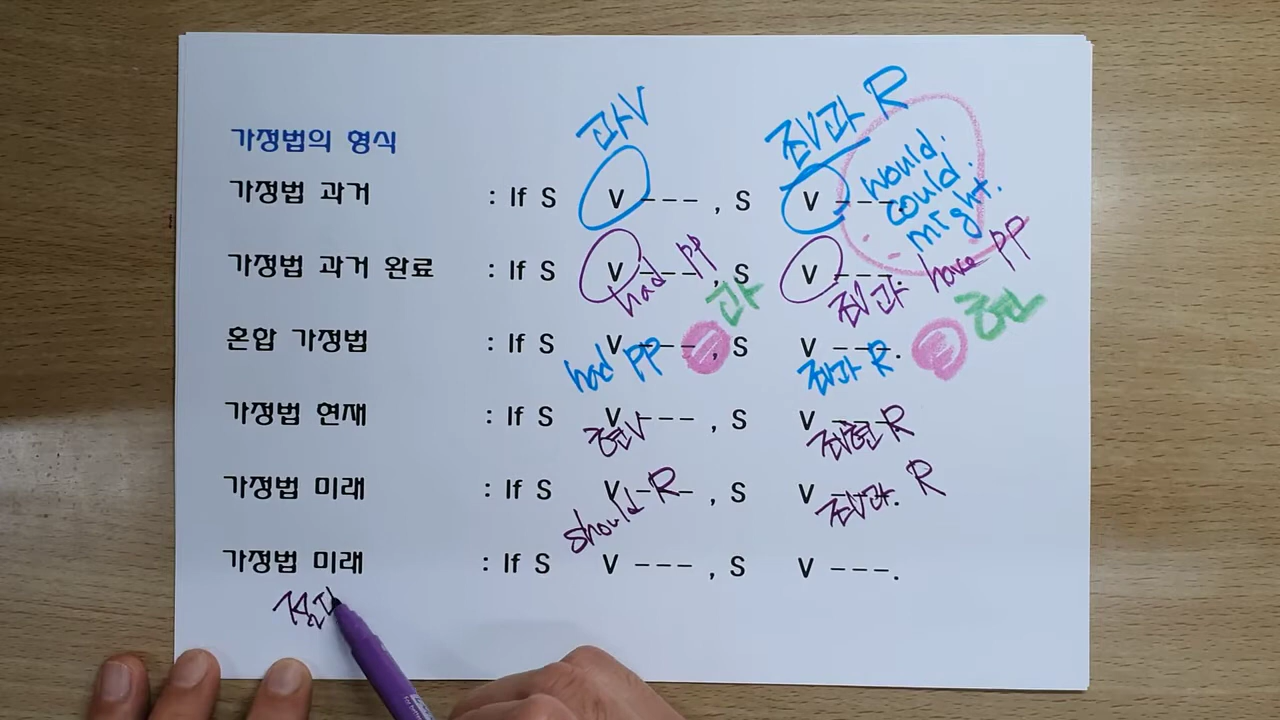 과V
조V과 R
가정법의 형식
would.
could.
might.
가정법 과거 : If S V --- , S V ---.
가정법 과거 완료 : If S V --- , S V ---.
had PP
조V과. have PP
과
현
혼합 가정법 : If S V --- , S V ---.
had PP
조V과 R.
가정법 현재 : If S V --- , S V ---
현V
조V현 R
가정법 미래 : If S V --- , S V
should R
조V과. R
가정법 미래 : If S V --- , S V ---.